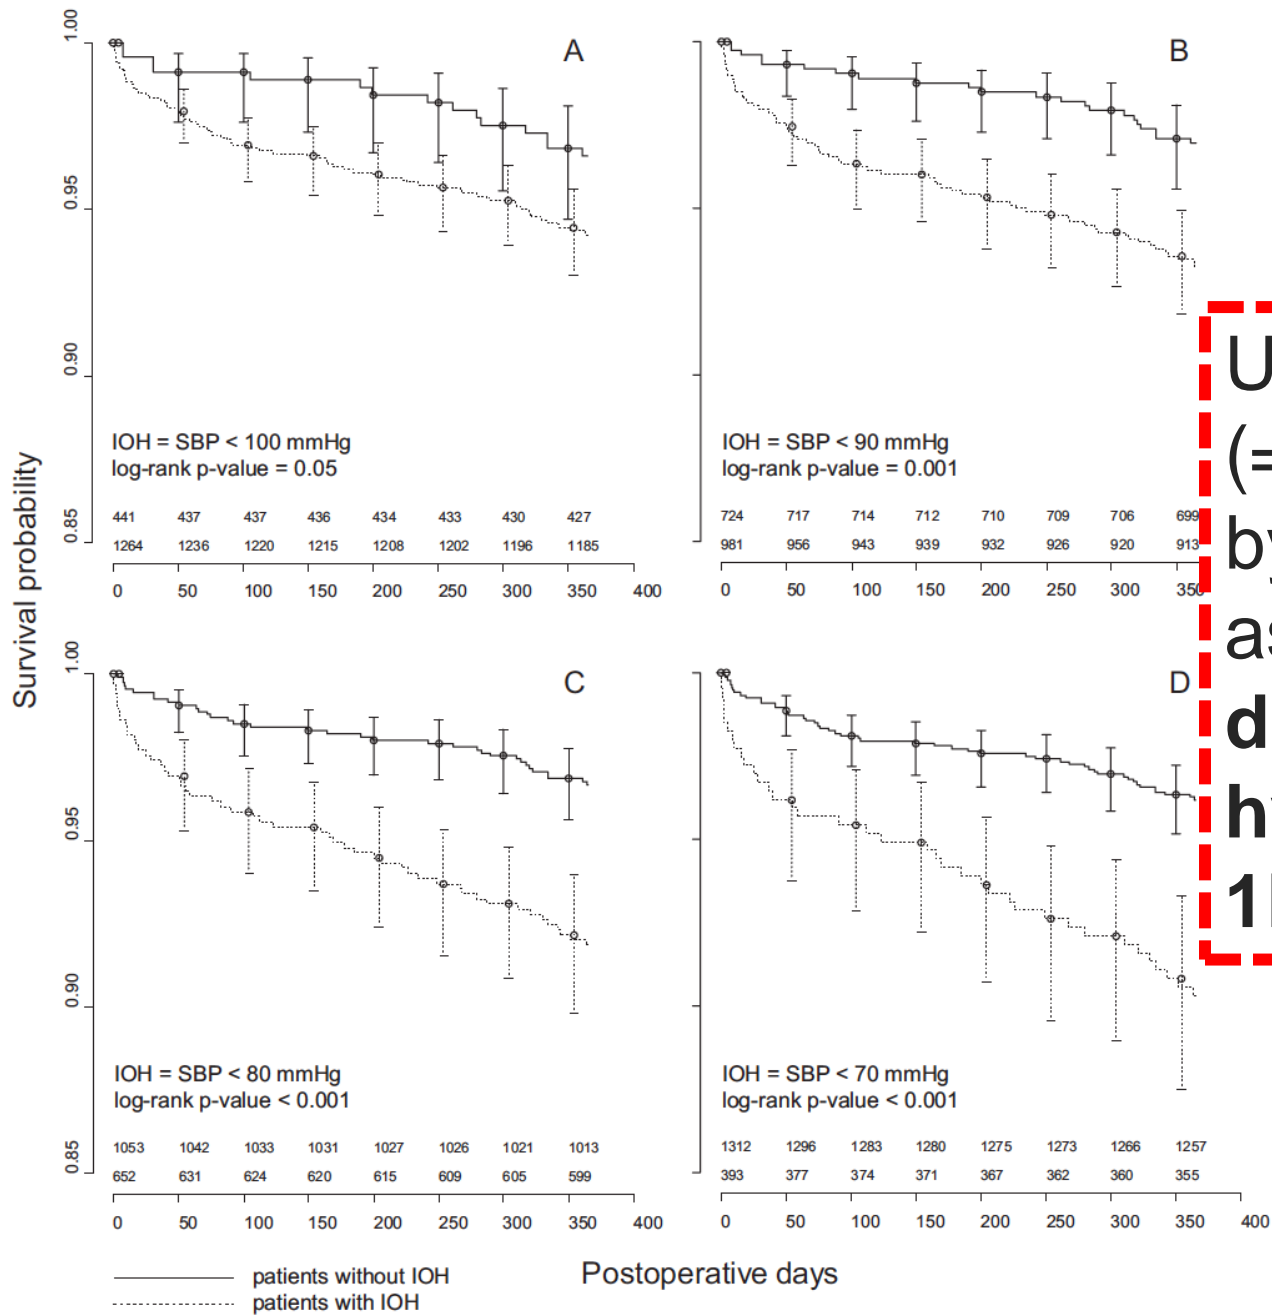 Survival probability
1.00
0.95
0.90
0.85
A
IOH = SBP < 100 mmHg
log-rank p-value = 0.05
441 437 437 436 434 433 430 427
1264 1236 1220 1215 1208 1202 1196 1185
0 50 100 150 200 250 300 350 400
B
IOH = SBP < 90 mmHg
log-rank p-value = 0.001
724 717 714 712 710 709 706 699
981 956 943 939 932 926 920 913
0 50 100 150 200 250 300 350
1.00
0.95
0.90
0.85
C
IOH = SBP < 80 mmHg
log-rank p-value < 0.001
1053 1042 1033 1031 1027 1026 1021 1013
652 631 624 620 615 609 605 599
0 50 100 150 200 250 300 350 400
D
IOH = SBP < 70 mmHg
log-rank p-value < 0.001
1312 1296 1283 1280 1275 1273 1266 1257
393 377 374 371 367 362 360 355
0 50 100 150 200 250 300 350 400
Postoperative days
patients without IOH
patients with IOH